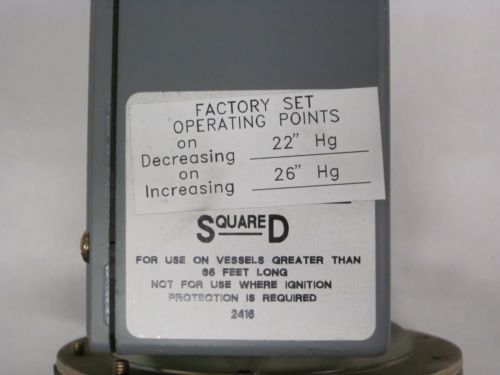 FACTORY SET
OPERATING POINTS
on
Decreasing 22" Hg
on
Increasing 26" Hg
SQUARE D
FOR USE ON VESSELS GREATER THAN
65 FEET LONG
NOT FOR USE WHERE IGNITION
PROTECTION IS REQUIRED
2416